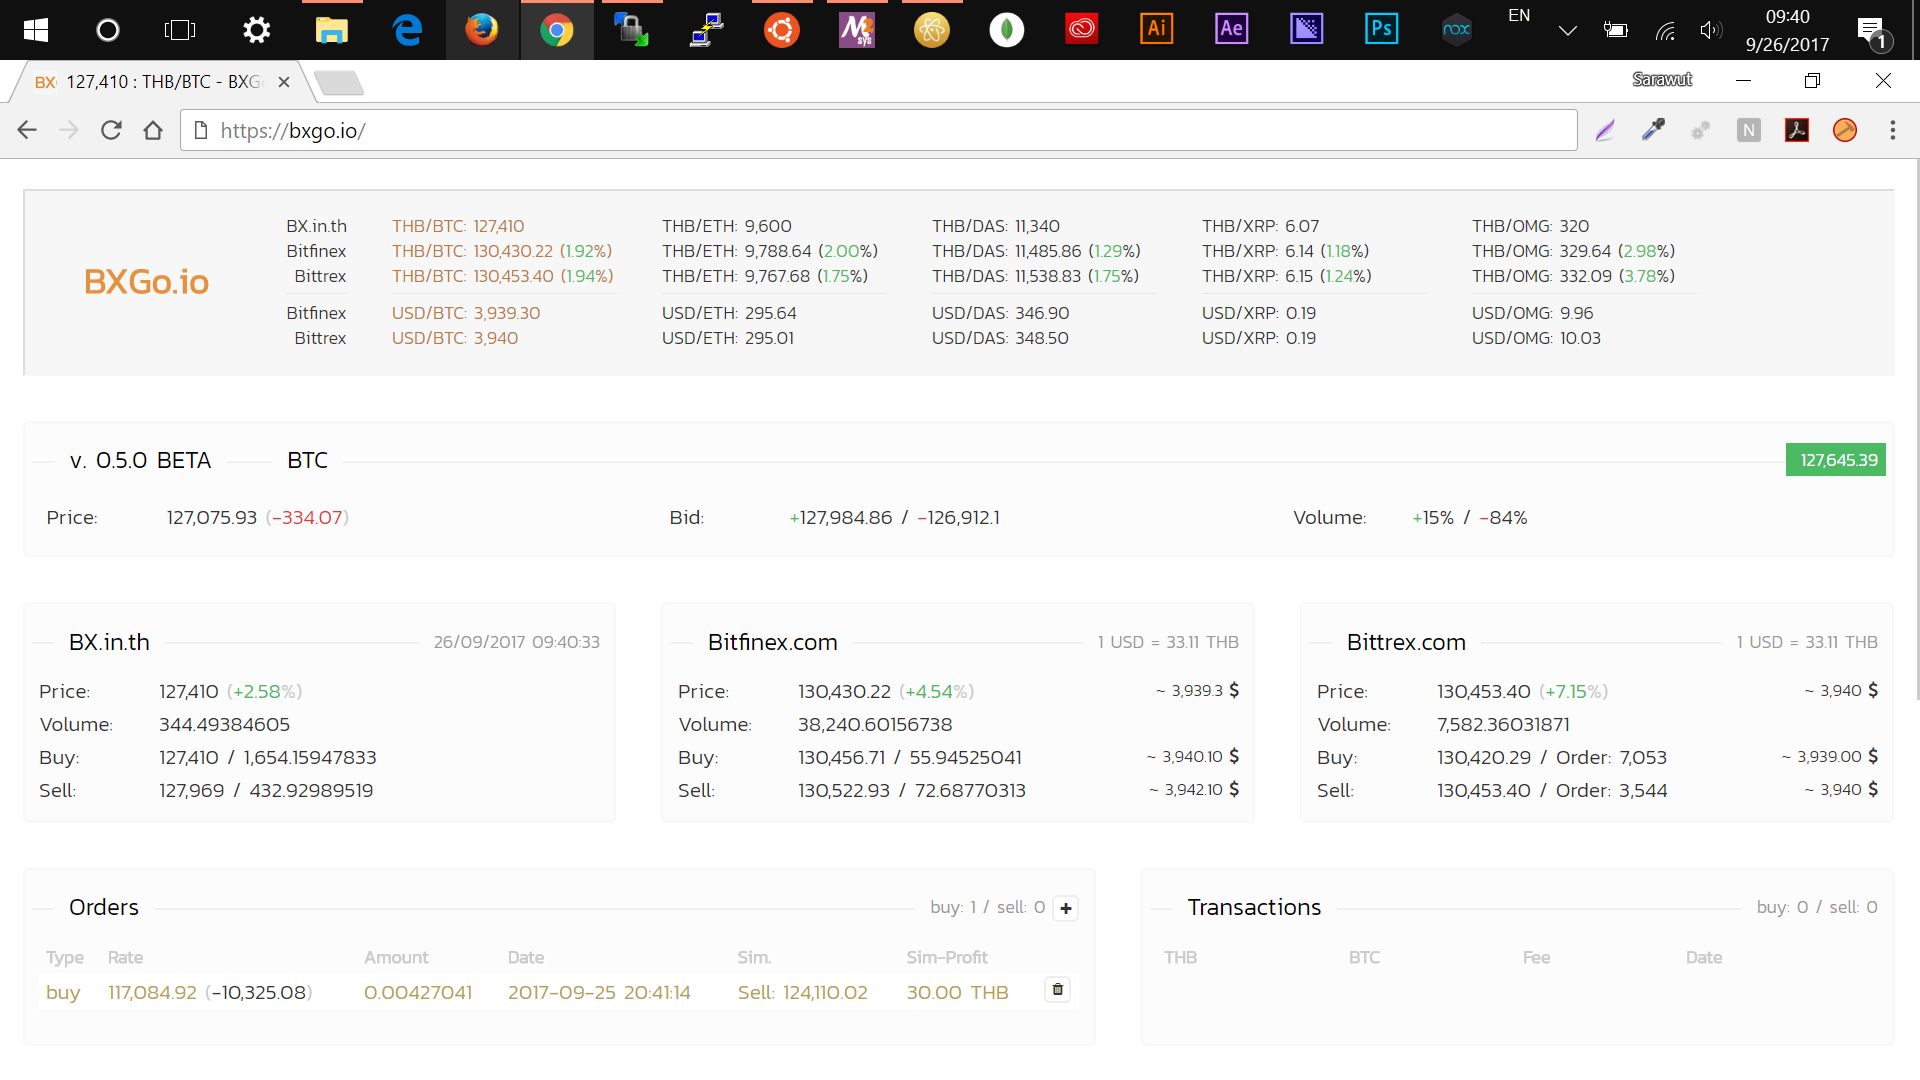 EN
09:40
9/26/2017
1
Ai
Ae
Ps
nox
M sys
BX 127,410 : THB/BTC - BXG
Sarawut
https://bxgo.io/
N
BXGo.io
BX.in.th THB/BTC: 127,410 THB/ETH: 9,600 THB/DAS: 11,340 THB/XRP: 6.07 THB/OMG: 320
Bitfinex THB/BTC: 130,430.22 (1.92%) THB/ETH: 9,788.64 (2.00%) THB/DAS: 11,485.86 (1.29%) THB/XRP: 6.14 (1.18%) THB/OMG: 329.64 (2.98%)
Bittrex THB/BTC: 130,453.40 (1.94%) THB/ETH: 9,767.68 (1.75%) THB/DAS: 11,538.83 (1.75%) THB/XRP: 6.15 (1.24%) THB/OMG: 332.09 (3.78%)
Bitfinex USD/BTC: 3,939.30 USD/ETH: 295.64 USD/DAS: 346.90 USD/XRP: 0.19 USD/OMG: 9.96
Bittrex USD/BTC: 3,940 USD/ETH: 295.01 USD/DAS: 348.50 USD/XRP: 0.19 USD/OMG: 10.03
v. 0.5.0 BETA BTC 127,645.39
Price: 127,075.93 (-334.07) Bid: +127,984.86 / -126,912.1 Volume: +15% / -84%
BX.in.th 26/09/2017 09:40:33
Price: 127,410 (+2.58%)
Volume: 344.49384605
Buy: 127,410 / 1,654.15947833
Sell: 127,969 / 432.92989519
Bitfinex.com 1 USD = 33.11 THB
Price: 130,430.22 (+4.54%) ~ 3,939.3 $
Volume: 38,240.60156738
Buy: 130,456.71 / 55.94525041 ~ 3,940.10 $
Sell: 130,522.93 / 72.68770313 ~ 3,942.10 $
Bittrex.com 1 USD = 33.11 THB
Price: 130,453.40 (+7.15%) ~ 3,940 $
Volume: 7,582.36031871
Buy: 130,420.29 / Order: 7,053 ~ 3,939.00 $
Sell: 130,453.40 / Order: 3,544 ~ 3,940 $
Orders buy: 1 / sell: 0 +
Type Rate Amount Date Sim. Sim-Profit
buy 117,084.92 (-10,325.08) 0.00427041 2017-09-25 20:41:14 Sell: 124,110.02 30.00 THB
Transactions buy: 0 / sell: 0
THB BTC Fee Date